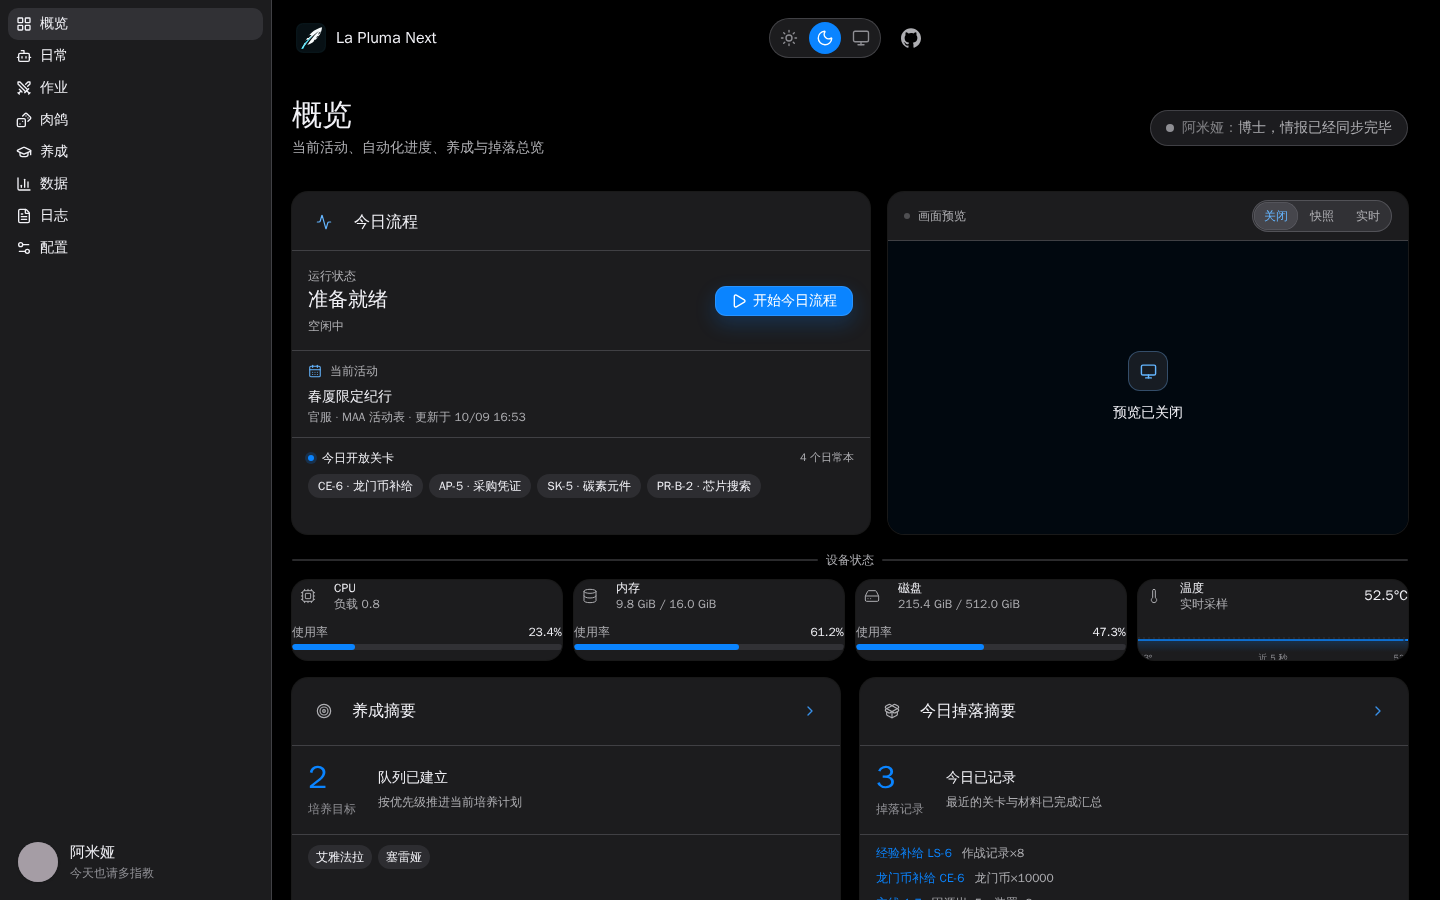 概览
日常
作业
肉鸽
养成
数据
日志
配置
阿米娅
今天也请多指教
La Pluma Next
概览
当前活动、自动化进度、养成与掉落总览
阿米娅：博士，情报已经同步完毕
今日流程
运行状态
准备就绪
空闲中
开始今日流程
当前活动
春厦限定纪行
官服 · MAA 活动表 · 更新于 10/09 16:53
今日开放关卡
4 个日常本
CE-6 · 龙门币补给
AP-5 · 采购凭证
SK-5 · 碳素元件
PR-B-2 · 芯片搜索
画面预览
关闭
快照
实时
预览已关闭
设备状态
CPU
负载 0.8
使用率
23.4%
内存
9.8 GiB / 16.0 GiB
使用率
61.2%
磁盘
215.4 GiB / 512.0 GiB
使用率
47.3%
温度
实时采样
52.5°C
近 5 秒
养成摘要
2
培养目标
队列已建立
按优先级推进当前培养计划
艾雅法拉
塞雷娅
今日掉落摘要
3
掉落记录
今日已记录
最近的关卡与材料已完成汇总
经验补给 LS-6 作战记录×8
龙门币补给 CE-6 龙门币×10000